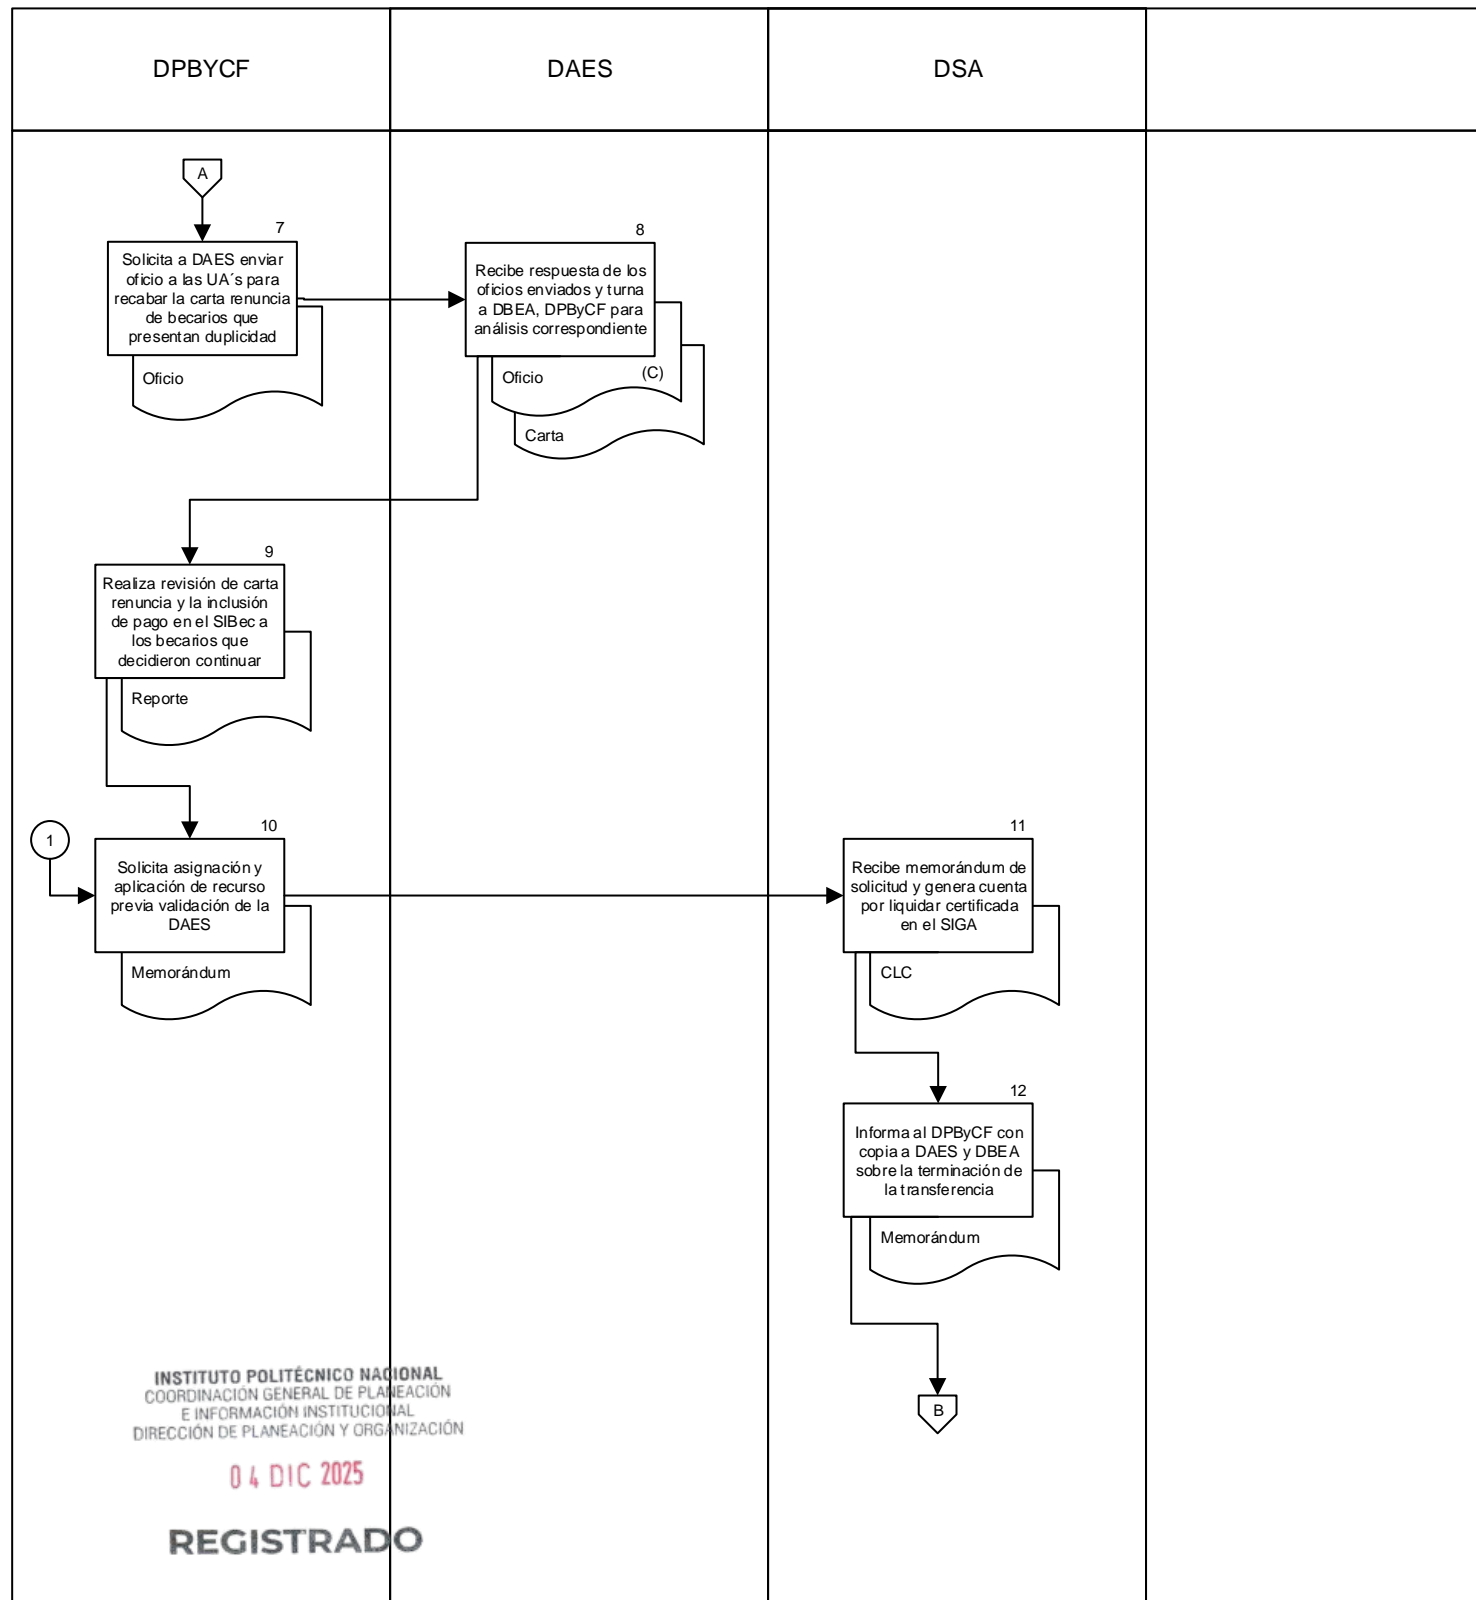 DPBYCF
DAES
DSA
A
7
Solicita a DAES enviar
oficio a las UA´s para
recabar la carta renuncia
de becarios que
presentan duplicidad
Oficio
8
Recibe respuesta de los
oficios enviados y turna
a DBEA, DPByCF para
análisis correspondiente
Oficio
(C)
Carta
9
Realiza revisión de carta
renuncia y la inclusión
de pago en el SIBec a
los becarios que
decidieron continuar
Reporte
1
10
Solicita asignación y
aplicación de recurso
previa validación de la
DAES
Memorándum
11
Recibe memorándum de
solicitud y genera cuenta
por liquidar certificada
en el SIGA
CLC
12
Informa al DPByCF con
copia a DAES y DBEA
sobre la terminación de
la transferencia
Memorándum
B
INSTITUTO POLITÉCNICO NACIONAL
COORDINACIÓN GENERAL DE PLANEACIÓN
E INFORMACIÓN INSTITUCIONAL
DIRECCIÓN DE PLANEACIÓN Y ORGANIZACIÓN
04 DIC 2025
REGISTRADO